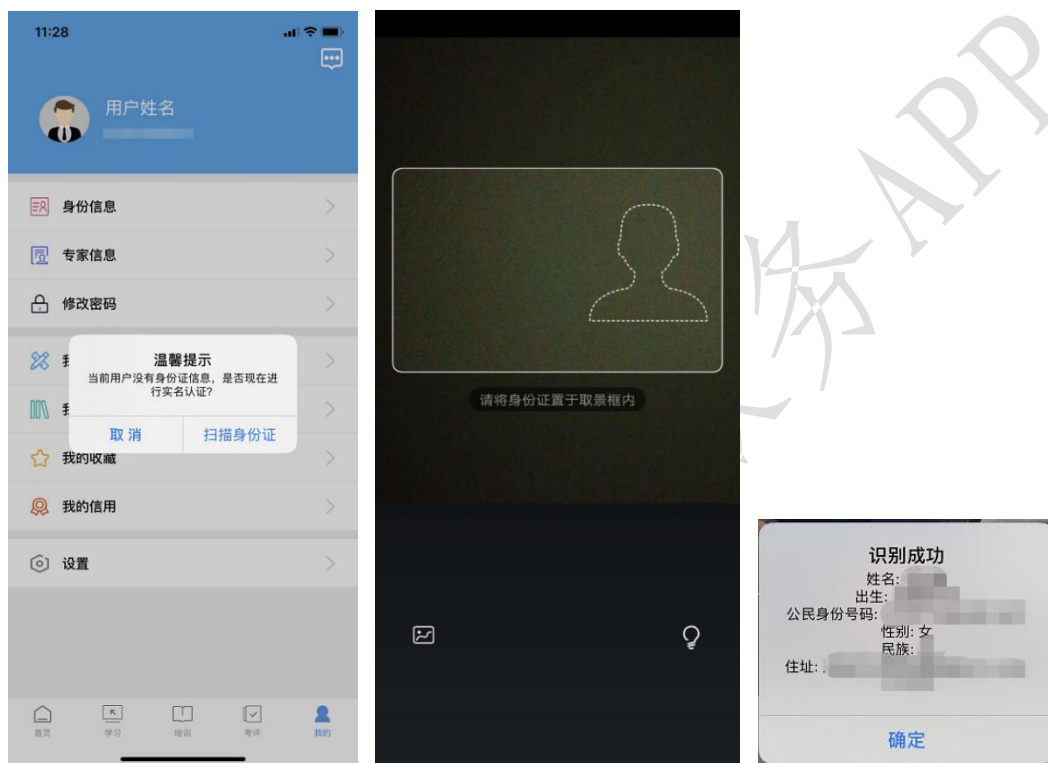 11:28
用户姓名
身份信息
专家信息
修改密码
温馨提示
当前用户没有身份证信息，是否现在进
行实名认证?
取消
扫描身份证
我的收藏
我的信用
设置
首页
学习
培训
考评
我的
请将身份证置于取景框内
识别成功
姓名:
出生:
公民身份号码:
性别: 女
民族:
住址:
确定
务APP